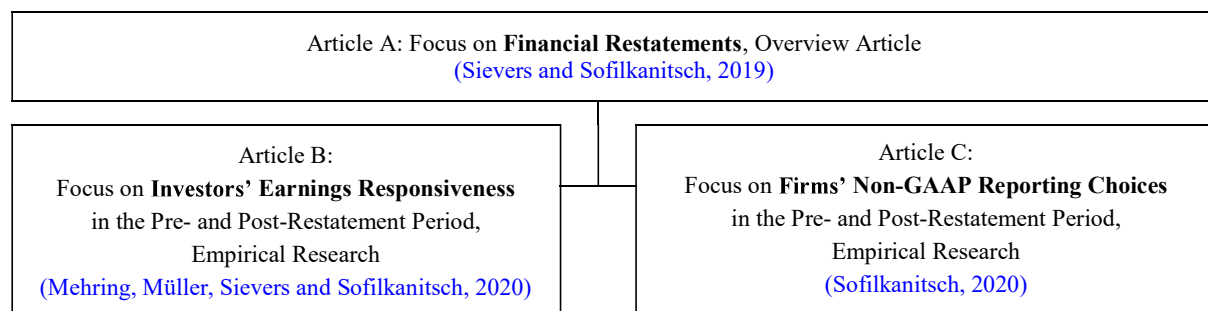 Article A: Focus on Financial Restatements, Overview Article
(Sievers and Sofilkanitsch, 2019)
Article B:
Focus on Investors’ Earnings Responsiveness
in the Pre- and Post-Restatement Period,
Empirical Research
(Mehring, Müller, Sievers and Sofilkanitsch, 2020)
Article C:
Focus on Firms’ Non-GAAP Reporting Choices
in the Pre- and Post-Restatement Period,
Empirical Research
(Sofilkanitsch, 2020)